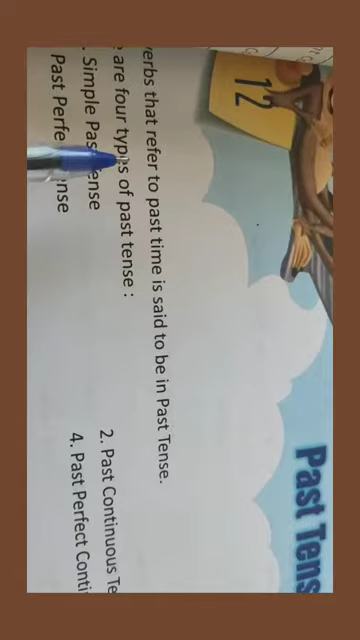 12
Past Tens
erbs that refer to past time is said to be in Past Tense.
are four types of past tense :
. Simple Pas ense
2. Past Continuous Te
Past Perfe nse
4. Past Perfect Conti